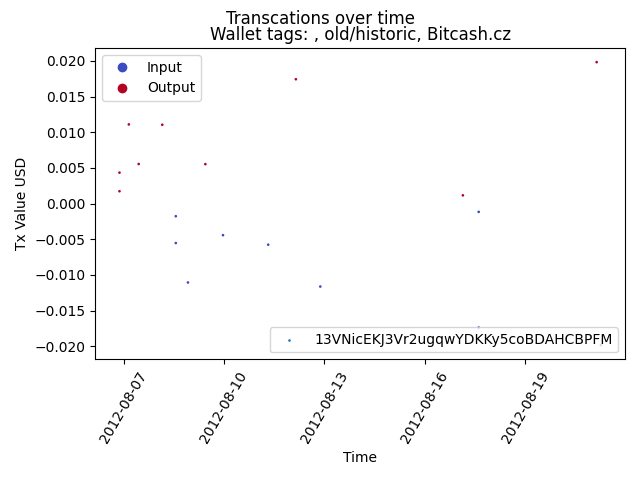 Transcations over time
Wallet tags: , old/historic, Bitcash.cz
Input
Output
Tx Value USD
0.020
0.015
0.010
0.005
0.000
−0.005
−0.010
−0.015
−0.020
13VNicEKJ3Vr2ugqwYDKKy5coBDAHCBPFM
2012-08-07
2012-08-10
2012-08-13
2012-08-16
2012-08-19
Time